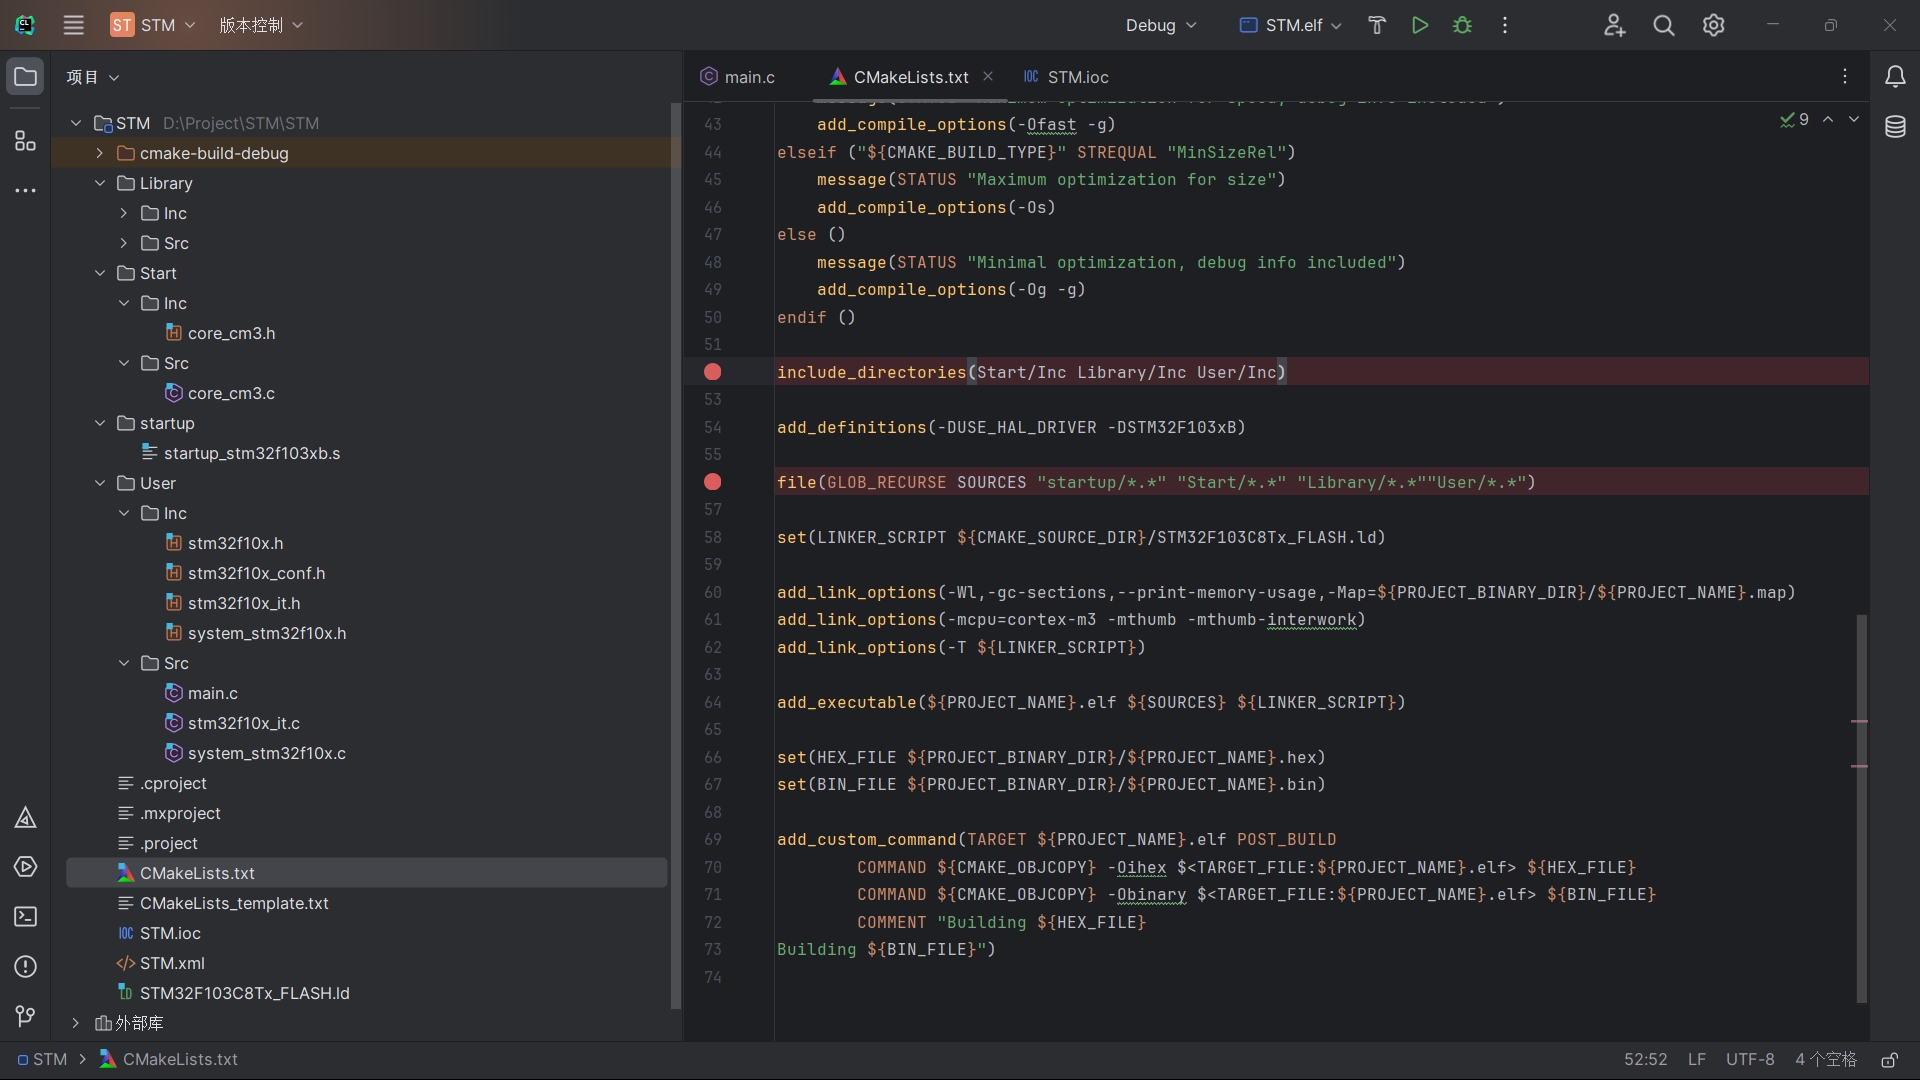 ST STM 版本控制 Debug STM.elf
项目
main.c CMakeLists.txt IOC STM.ioc
STM D:\Project\STM\STM
cmake-build-debug
Library
Inc
Src
Start
Inc
core_cm3.h
Src
core_cm3.c
startup
startup_stm32f103xb.s
User
Inc
stm32f10x.h
stm32f10x_conf.h
stm32f10x_it.h
system_stm32f10x.h
Src
main.c
stm32f10x_it.c
system_stm32f10x.c
.cproject
.mxproject
.project
CMakeLists.txt
CMakeLists_template.txt
IOC STM.ioc
STM.xml
STM32F103C8Tx_FLASH.ld
外部库
9
43 add_compile_options(-Ofast -g)
44 elseif ("${CMAKE_BUILD_TYPE}" STREQUAL "MinSizeRel")
45 message(STATUS "Maximum optimization for size")
46 add_compile_options(-Os)
47 else ()
48 message(STATUS "Minimal optimization, debug info included")
49 add_compile_options(-Og -g)
50 endif ()
51
include_directories(Start/Inc Library/Inc User/Inc)
53
54 add_definitions(-DUSE_HAL_DRIVER -DSTM32F103xB)
55
file(GLOB_RECURSE SOURCES "startup/*.*" "Start/*.*" "Library/*.*""User/*.*")
57
58 set(LINKER_SCRIPT ${CMAKE_SOURCE_DIR}/STM32F103C8Tx_FLASH.ld)
59
60 add_link_options(-Wl,-gc-sections,--print-memory-usage,-Map=${PROJECT_BINARY_DIR}/${PROJECT_NAME}.map)
61 add_link_options(-mcpu=cortex-m3 -mthumb -mthumb-interwork)
62 add_link_options(-T ${LINKER_SCRIPT})
63
64 add_executable(${PROJECT_NAME}.elf ${SOURCES} ${LINKER_SCRIPT})
65
66 set(HEX_FILE ${PROJECT_BINARY_DIR}/${PROJECT_NAME}.hex)
67 set(BIN_FILE ${PROJECT_BINARY_DIR}/${PROJECT_NAME}.bin)
68
69 add_custom_command(TARGET ${PROJECT_NAME}.elf POST_BUILD
70 COMMAND ${CMAKE_OBJCOPY} -Oihex $<TARGET_FILE:${PROJECT_NAME}.elf> ${HEX_FILE}
71 COMMAND ${CMAKE_OBJCOPY} -Obinary $<TARGET_FILE:${PROJECT_NAME}.elf> ${BIN_FILE}
72 COMMENT "Building ${HEX_FILE}
73 Building ${BIN_FILE}")
74
STM CMakeLists.txt 52:52 LF UTF-8 4 个空格